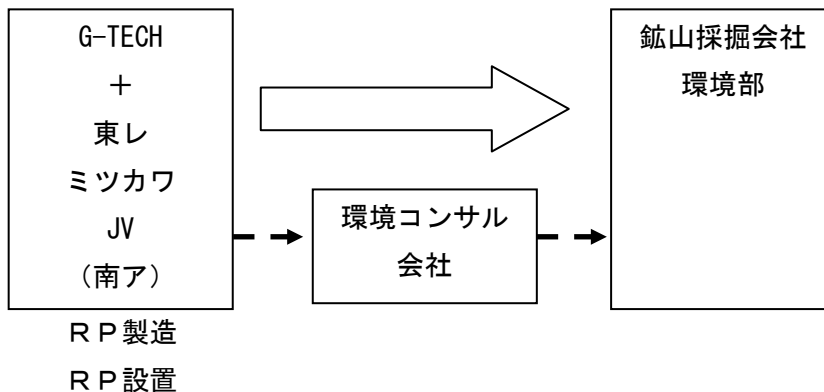 G-TECH
＋
東レ
ミツカワ
JV
（南ア）
ＲＰ製造
ＲＰ設置
環境コンサル
会社
鉱山採掘会社
環境部